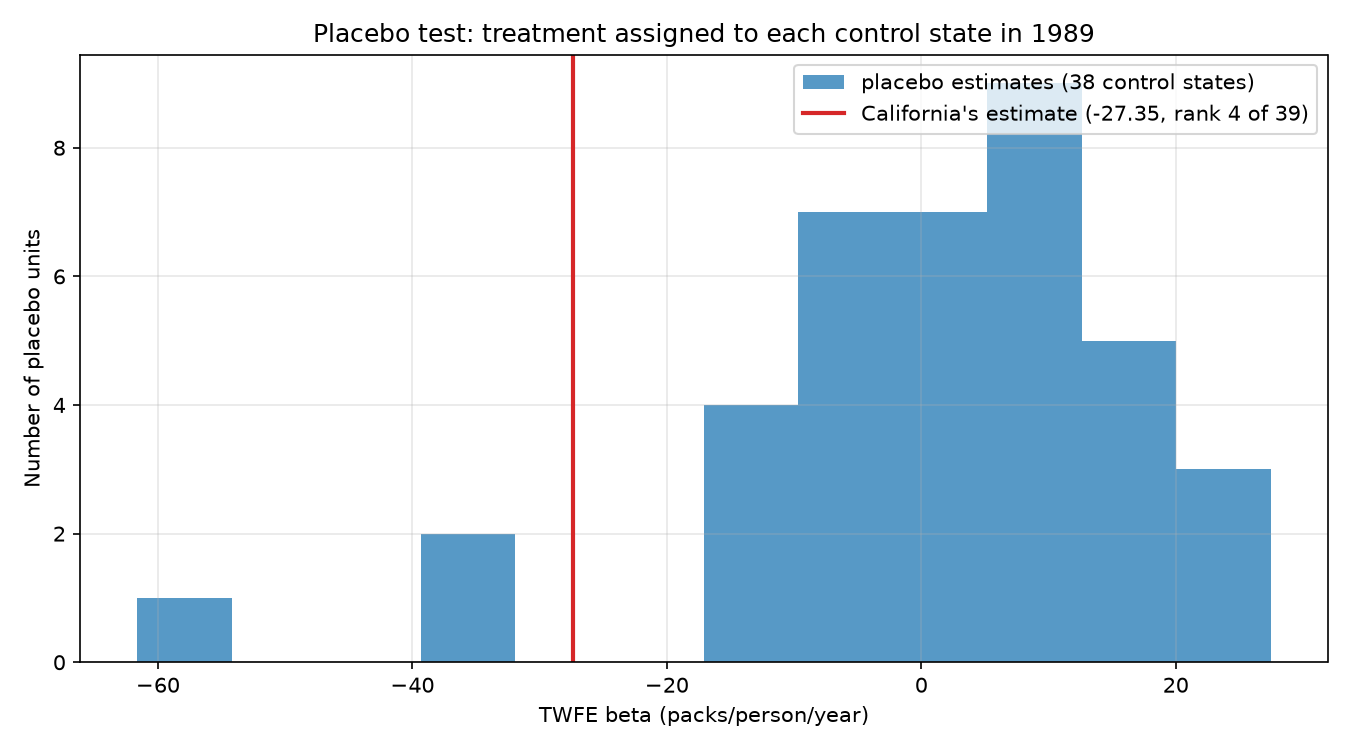 Placebo test: treatment assigned to each control state in 1989
placebo estimates (38 control states)
California's estimate (-27.35, rank 4 of 39)
Number of placebo units
8
6
4
2
0
−60
−40
−20
0
20
TWFE beta (packs/person/year)